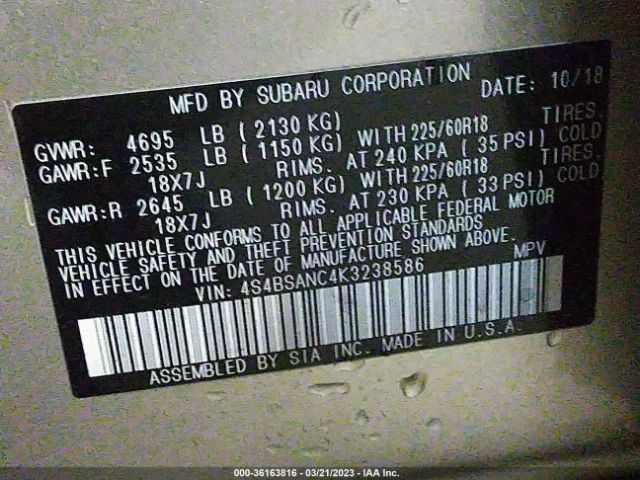 MFD BY SUBARU CORPORATION DATE: 10/18
GVWR: 4695 LB (2130 KG)
GAWR:F 2535 LB (1150 KG) WITH 225/60R18 TIRES.
18X7J RIMS. AT 240 KPA (35 PSI) COLD
GAWR:R 2645 LB (1200 KG) WITH 225/60R18 TIRES.
18X7J RIMS. AT 230 KPA (33 PSI) COLD
THIS VEHICLE CONFORMS TO ALL APPLICABLE FEDERAL MOTOR
VEHICLE SAFETY AND THEFT PREVENTION STANDARDS
IN EFFECT ON THE DATE OF MANUFACTURE SHOWN ABOVE.
VIN: 4S4BSANC4K3238586 MPV
ASSEMBLED BY SIA INC. MADE IN U.S.A.
000-36163816 — 03/21/2023 — IAA Inc.